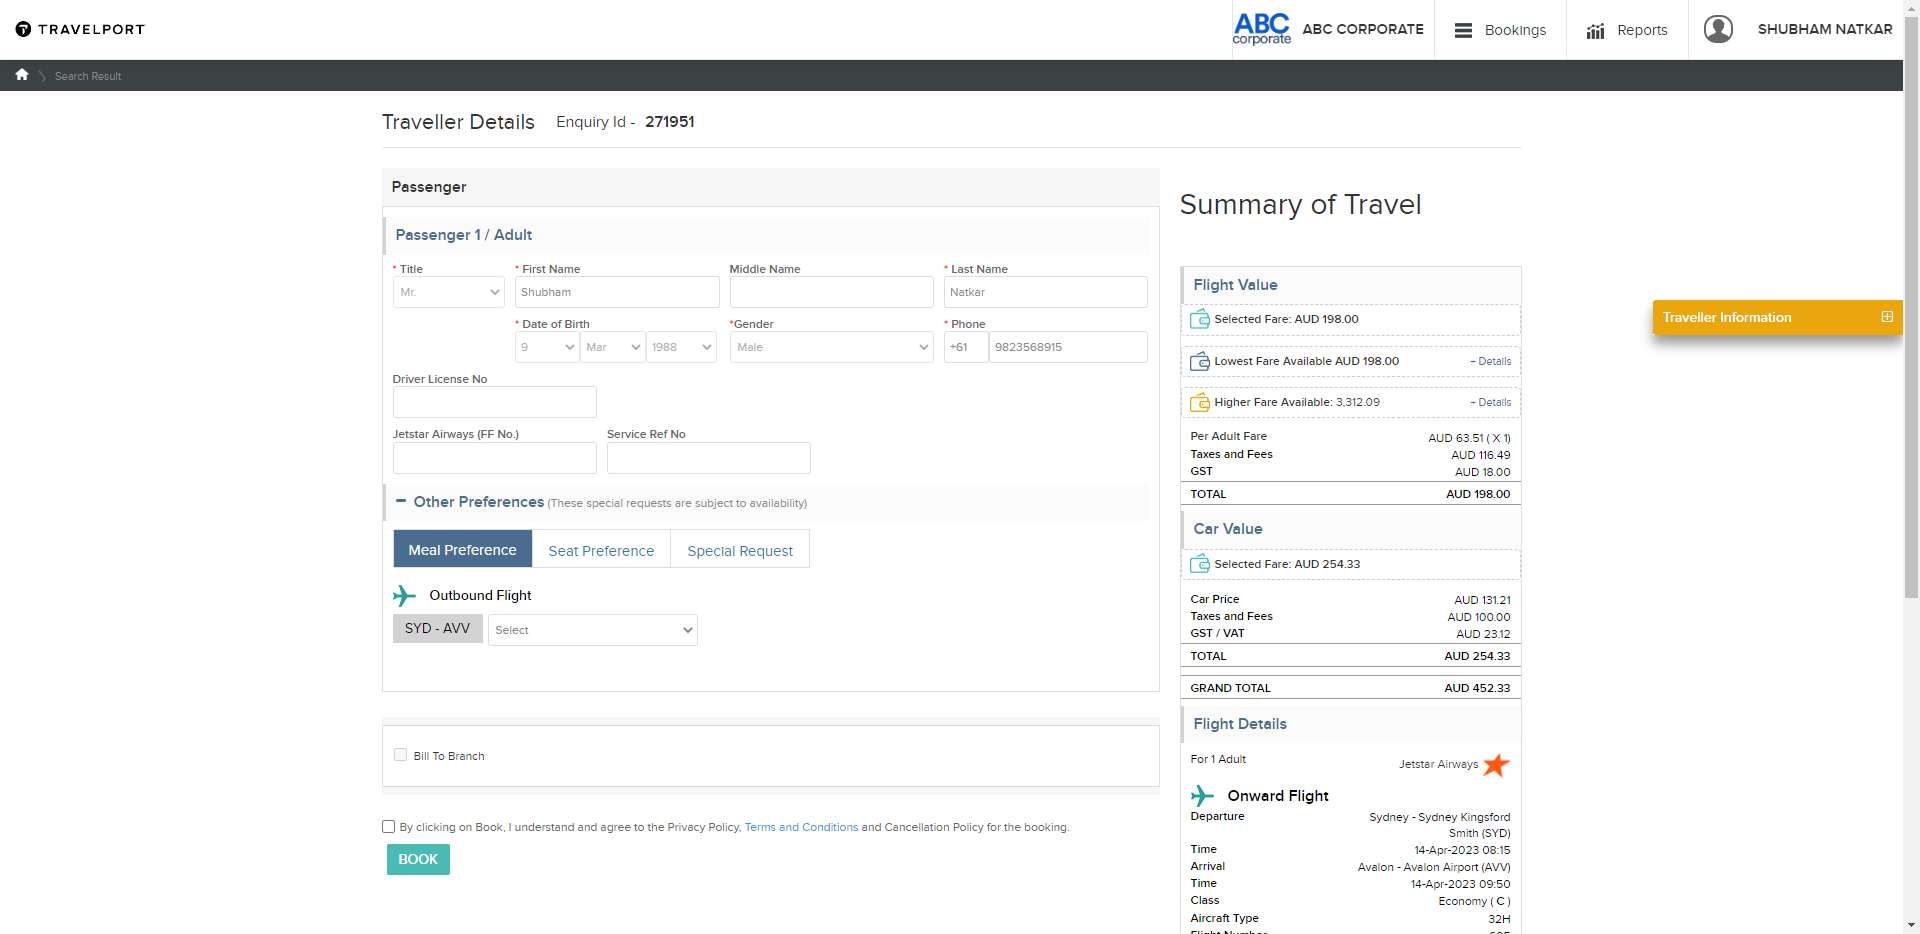 TRAVELPORT
ABC
corporate
ABC CORPORATE
Bookings
Reports
SHUBHAM NATKAR
Search Result
Traveller Details
Enquiry Id - 271951
Passenger
Passenger 1 / Adult
* Title
* First Name
Middle Name
* Last Name
Mr.
Shubham
Natkar
* Date of Birth
*Gender
* Phone
9
Mar
1988
Male
+61
9823568915
Driver License No
Jetstar Airways (FF No.)
Service Ref No
Other Preferences (These special requests are subject to availability)
Meal Preference
Seat Preference
Special Request
Outbound Flight
SYD - AVV
Select
Bill To Branch
By clicking on Book, I understand and agree to the Privacy Policy, Terms and Conditions and Cancellation Policy for the booking.
BOOK
Summary of Travel
Flight Value
Selected Fare: AUD 198.00
Lowest Fare Available AUD 198.00
+ Details
Higher Fare Available: 3,312.09
+ Details
Per Adult Fare
AUD 63.51 ( X 1)
Taxes and Fees
AUD 116.49
GST
AUD 18.00
TOTAL
AUD 198.00
Car Value
Selected Fare: AUD 254.33
Car Price
AUD 131.21
Taxes and Fees
AUD 100.00
GST / VAT
AUD 23.12
TOTAL
AUD 254.33
GRAND TOTAL
AUD 452.33
Flight Details
For 1 Adult
Jetstar Airways
Onward Flight
Departure
Sydney - Sydney Kingsford
Smith (SYD)
Time
14-Apr-2023 08:15
Arrival
Avalon - Avalon Airport (AVV)
Time
14-Apr-2023 09:50
Class
Economy ( C )
Aircraft Type
32H
Flight Number
Traveller Information